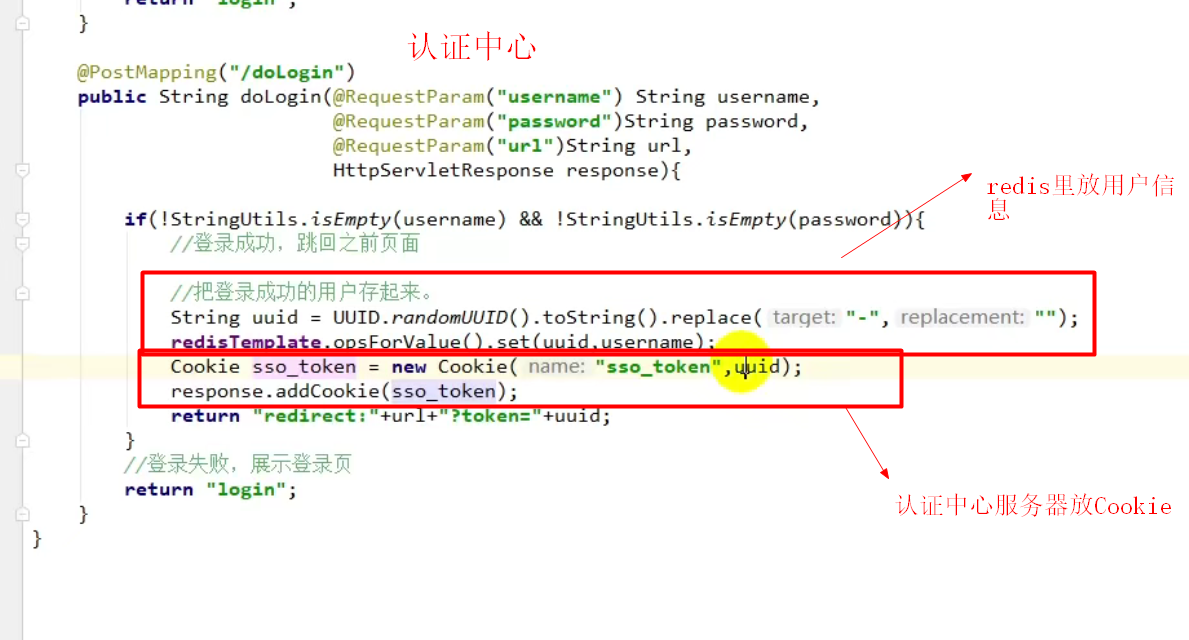 return "login";
}
认证中心
@PostMapping("/doLogin")
public String doLogin(@RequestParam("username") String username,
@RequestParam("password")String password,
@RequestParam("url")String url,
HttpServletResponse response){
redis里放用户信
息
if(!StringUtils.isEmpty(username) && !StringUtils.isEmpty(password)){
//登录成功，跳回之前页面
//把登录成功的用户存起来。
String uuid = UUID.randomUUID().toString().replace( target: "-", replacement: "");
redisTemplate.opsForValue().set(uuid,username);
Cookie sso_token = new Cookie( name: "sso_token",uuid);
response.addCookie(sso_token);
return "redirect:"+url+"?token="+uuid;
}
//登录失败，展示登录页
return "login";
认证中心服务器放Cookie
}
}